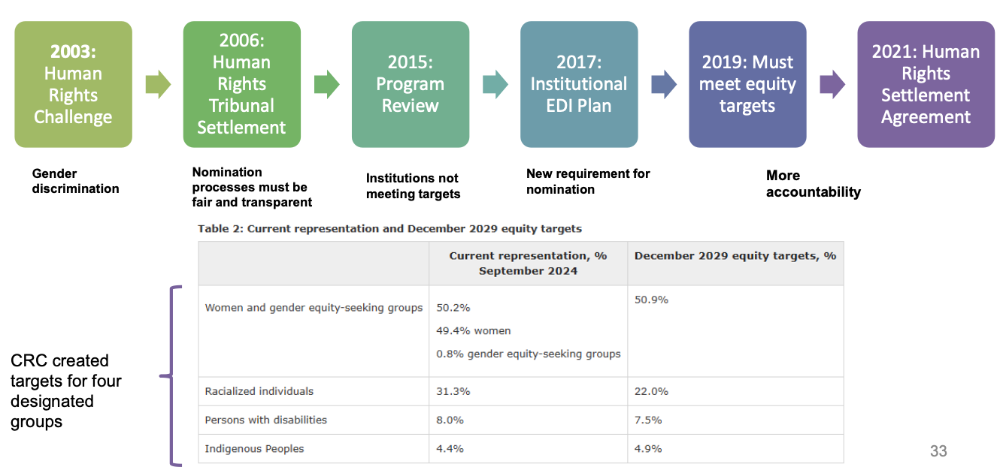 2003:
Human
Rights
Challenge
2006:
Human
Rights
Tribunal
Settlement
2015:
Program
Review
2017:
Institutional
EDI Plan
2019: Must
meet equity
targets
2021: Human
Rights
Settlement
Agreement
Gender
discrimination
Nomination
processes must be
fair and transparent
Institutions not
meeting targets
New requirement for
nomination
More
accountability
Table 2: Current representation and December 2029 equity targets
Current representation, %
September 2024
December 2029 equity targets, %
Women and gender equity-seeking groups
50.2%
49.4% women
0.8% gender equity-seeking groups
50.9%
Racialized individuals
31.3%
22.0%
Persons with disabilities
8.0%
7.5%
Indigenous Peoples
4.4%
4.9%
CRC created
targets for four
designated
groups
33